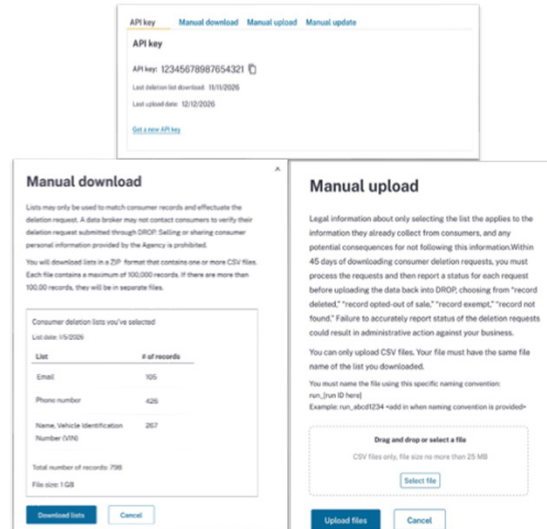 API key Manual download Manual upload Manual update
API key
API key: 12345678987654321
Last deletion list download: 11/11/2026
Last upload date: 12/12/2026
Get a new API key
Manual download
Lists may only be used to match consumer records and effectuate the
deletion request. A data broker may not contact consumers to verify their
deletion request submitted through DROP. Selling or sharing consumer
personal information provided by the Agency is prohibited.
You will download lists in a ZIP format that contains one or more CSV files.
Each file contains a maximum of 100,000 records. If there are more than
100,00 records, they will be in separate files.
Consumer deletion lists you've selected
List date: 1/5/2026
List # of records
Email 105
Phone number 426
Name, Vehicle Identification
Number (VIN) 267
Total number of records: 798
File size: 1 GB
Download lists Cancel
Manual upload
Legal information about only selecting the list the applies to the
information they already collect from consumers, and any
potential consequences for not following this information.Within
45 days of downloading consumer deletion requests, you must
process the requests and then report a status for each request
before uploading the data back into DROP, choosing from "record
deleted," "record opted-out of sale," "record exempt," "record not
found." Failure to accurately report status of the deletion requests
could result in administrative action against your business.
You can only upload CSV files. Your file must have the same file
name of the list you downloaded.
You must name the file using this specific naming convention:
run_[run ID here]
Example: run_abcd1234 <add in when naming convention is provided>
Drag and drop or select a file
CSV files only, file size no more than 25 MB
Select file
Upload files Cancel